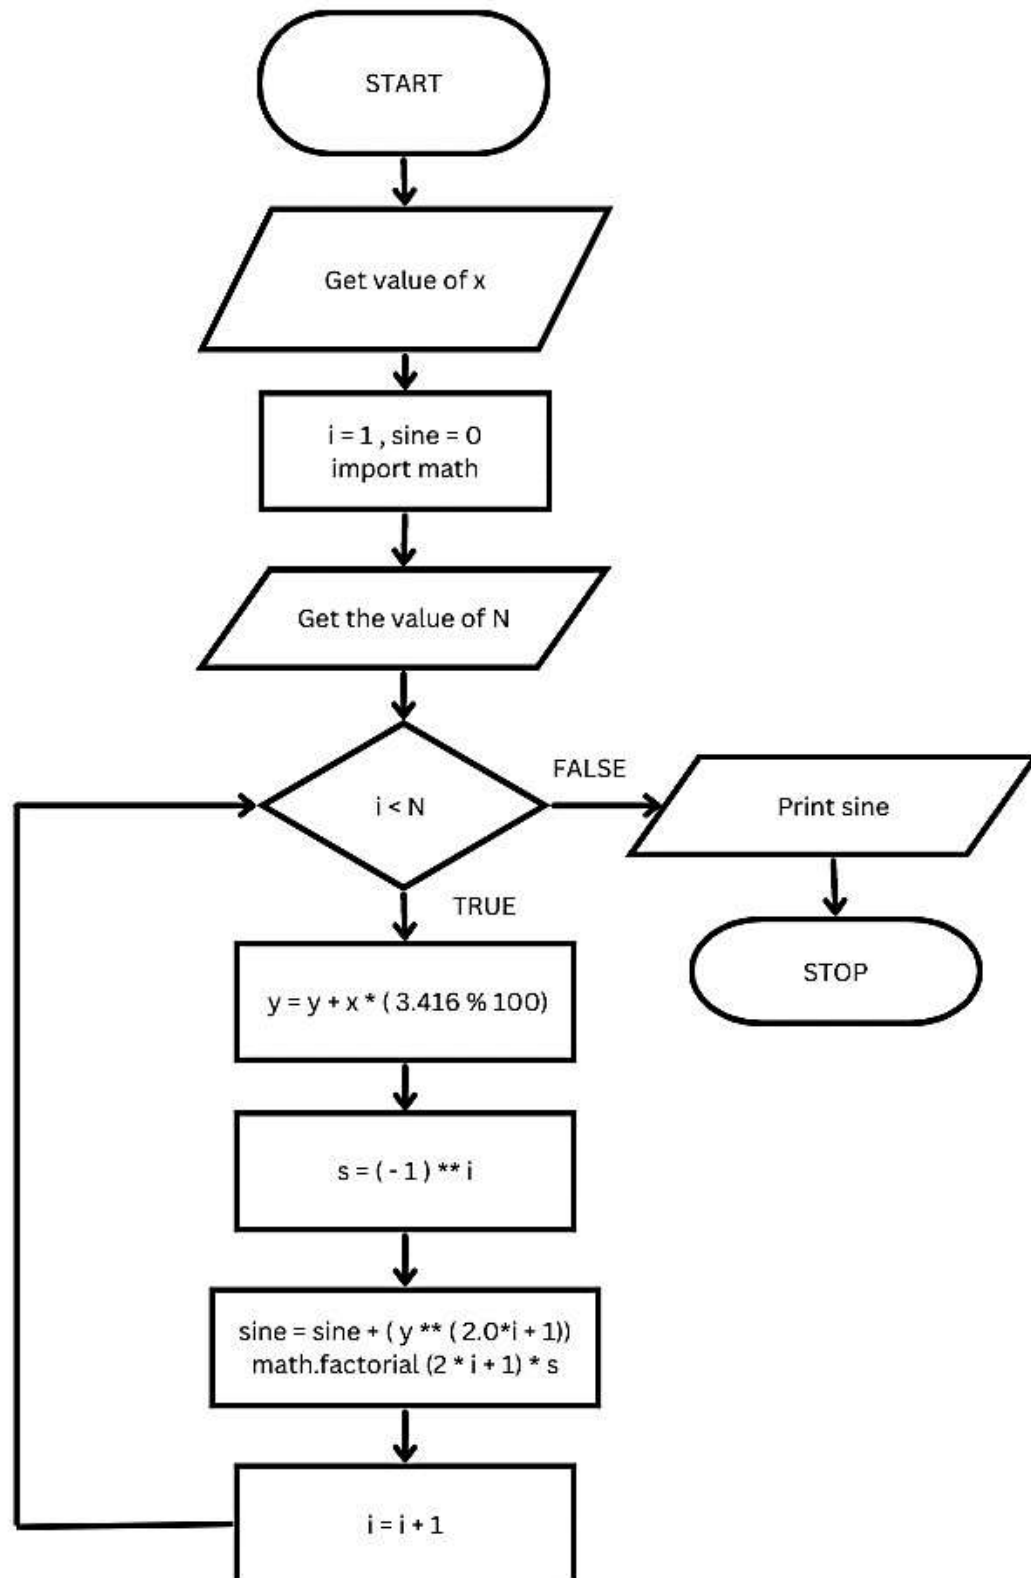 START
Get value of x
i = 1 , sine = 0
import math
Get the value of N
i < N
FALSE
Print sine
TRUE
STOP
y = y + x * ( 3.416 % 100)
s = ( - 1 ) ** i
sine = sine + ( y ** ( 2.0*i + 1))
math.factorial (2 * i + 1) * s
i = i + 1